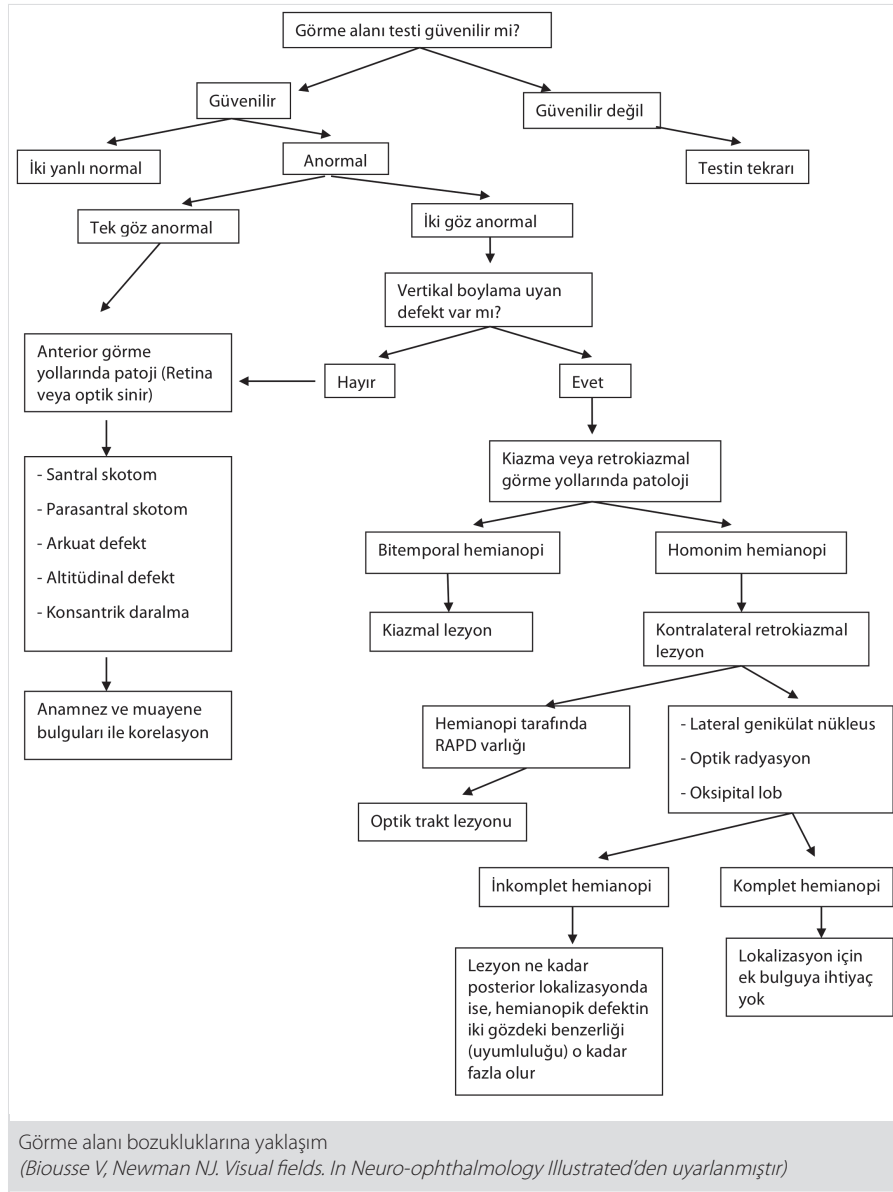 Görme alanı testi güvenilir mi?
Güvenilir
Güvenilir değil
İki yanlı normal
Anormal
Testin tekrarı
Tek göz anormal
İki göz anormal
Vertikal boylama uyan
defekt var mı?
Anterior görme
yollarında patoji (Retina
veya optik sinir)
Hayır
Evet
- Santral skotom
- Parasantral skotom
- Arkuat defekt
- Altitüdinal defekt
- Konsantrik daralma
Kiazma veya retrokiazmal
görme yollarında patoloji
Bitemporal hemianopi
Homonim hemianopi
Kiazmal lezyon
Kontralateral retrokiazmal
lezyon
Anamnez ve muayene
bulguları ile korelasyon
Hemianopi tarafında
RAPD varlığı
- Lateral genikülat nükleus
- Optik radyasyon
- Oksipital lob
Optik trakt lezyonu
İnkomplet hemianopi
Komplet hemianopi
Lezyon ne kadar
posterior lokalizasyonda
ise, hemianopik defektin
iki gözdeki benzerliği
(uyumluluğu) o kadar
fazla olur
Lokalizasyon için
ek bulguya ihtiyaç
yok
Görme alanı bozukluklarına yaklaşım
(Biousse V, Newman NJ. Visual fields. In Neuro-ophthalmology Illustrated’den uyarlanmıştır)